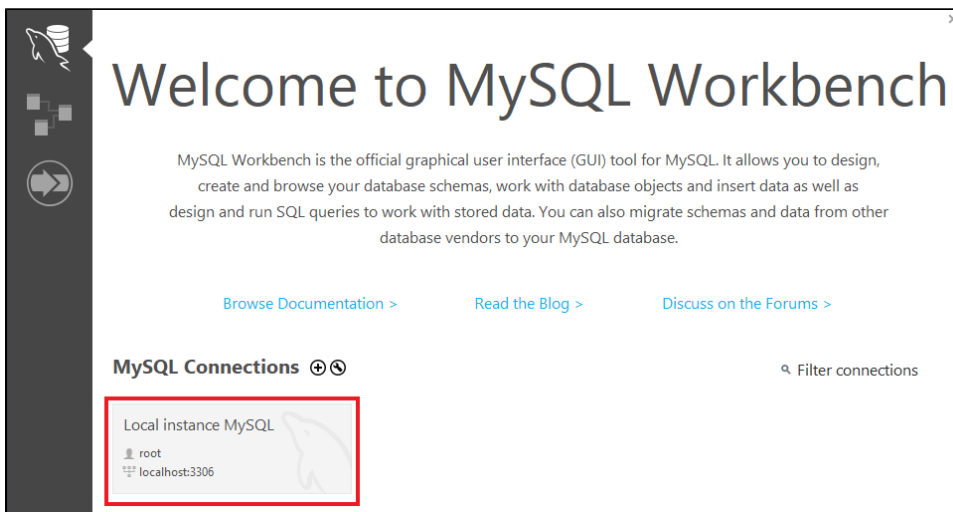 Welcome to MySQL Workbench
MySQL Workbench is the official graphical user interface (GUI) tool for MySQL. It allows you to design,
create and browse your database schemas, work with database objects and insert data as well as
design and run SQL queries to work with stored data. You can also migrate schemas and data from other
database vendors to your MySQL database.
Browse Documentation > Read the Blog > Discuss on the Forums >
MySQL Connections Filter connections
Local instance MySQL
root
localhost:3306